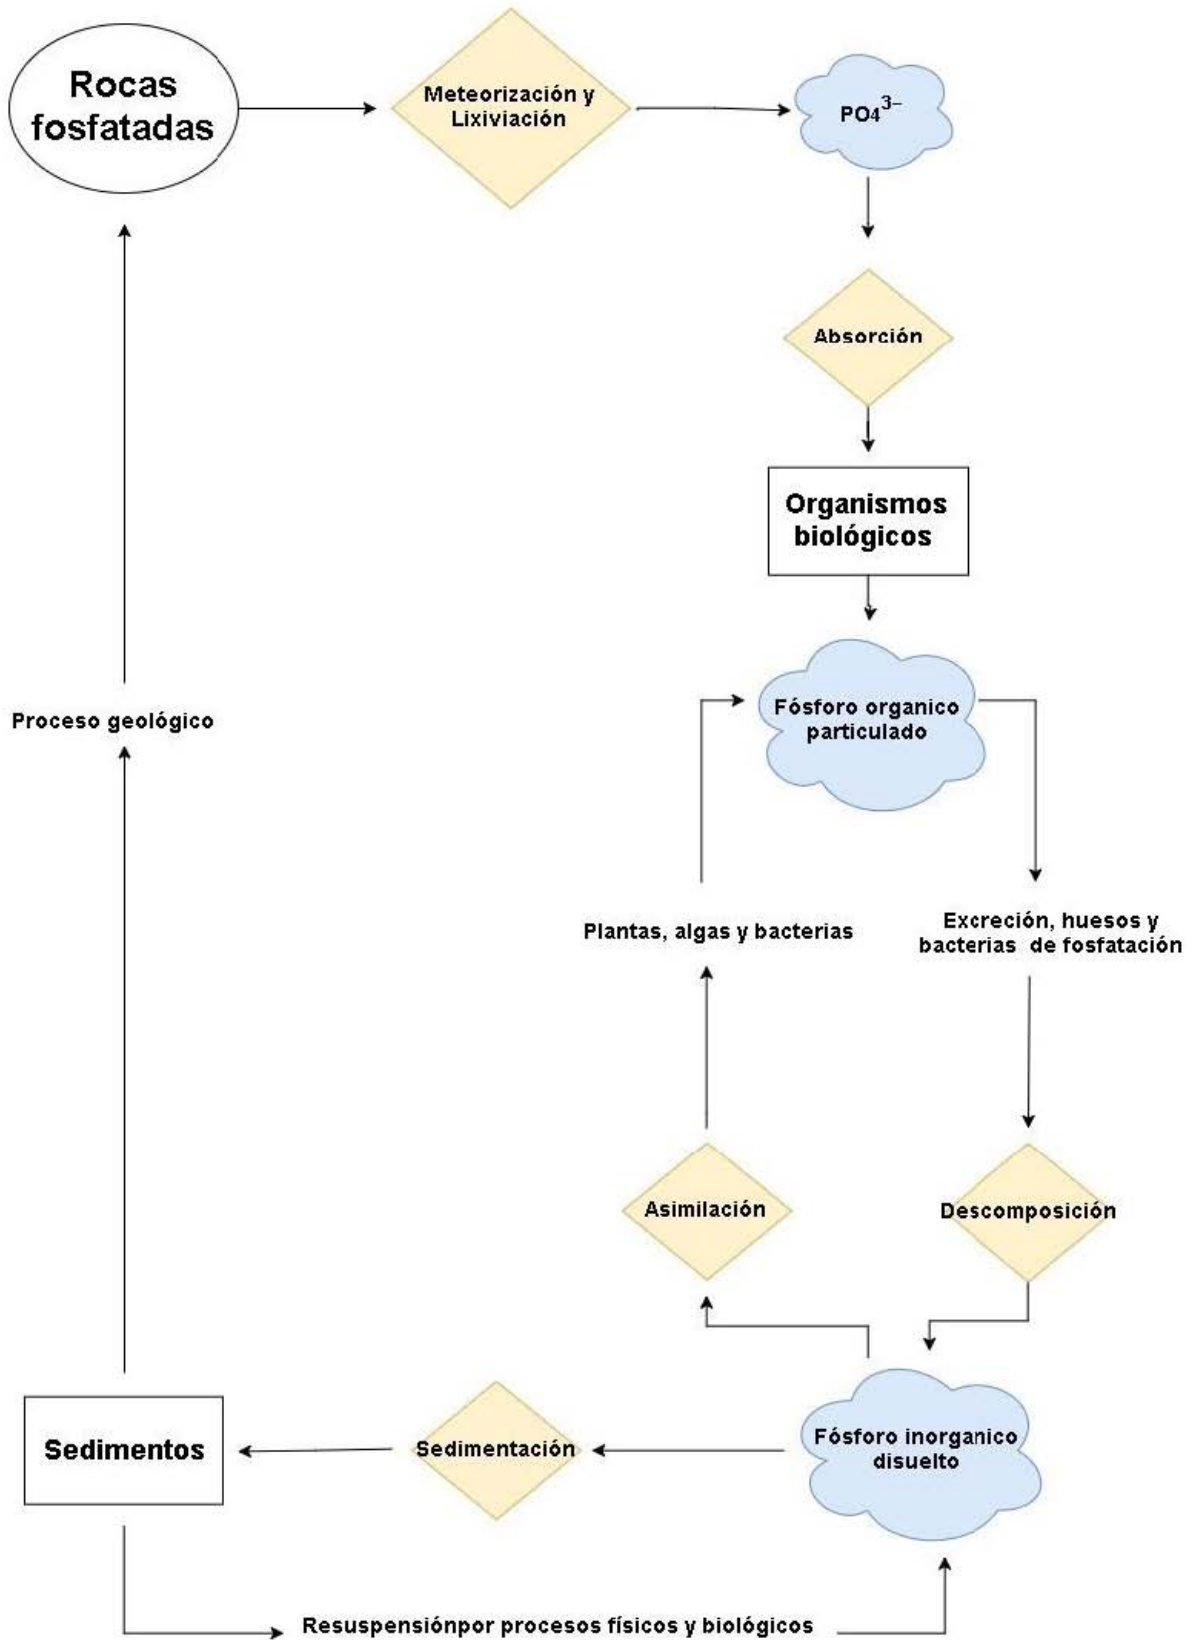 Rocas
fosfatadas
Meteorización y
Lixiviación
PO4³⁻
Absorción
Organismos
biológicos
Fósforo organico
particulado
Proceso geológico
Plantas, algas y bacterias
Excreción, huesos y
bacterias de fosfatación
Asimilación
Descomposición
Sedimentos
Sedimentación
Fósforo inorganico
disuelto
Resuspensiónpor procesos físicos y biológicos